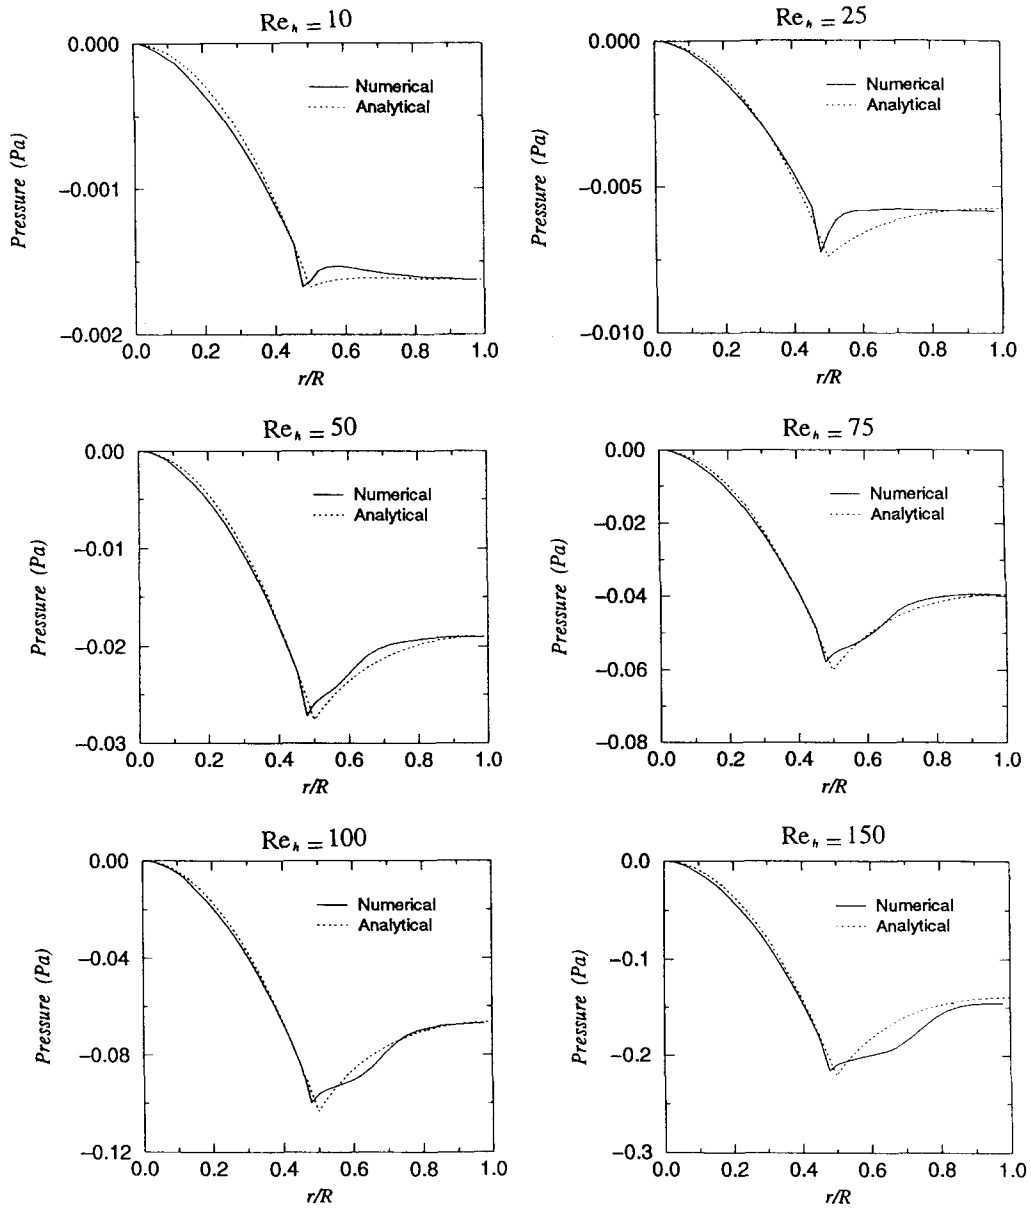 Reₕ = 10
0.000
−0.001
−0.002
Pressure (Pa)
Numerical
Analytical
0.0 0.2 0.4 0.6 0.8 1.0
r/R
Reₕ = 25
0.000
−0.005
−0.010
Pressure (Pa)
Numerical
Analytical
0.0 0.2 0.4 0.6 0.8 1.0
r/R
Reₕ = 50
0.00
−0.01
−0.02
−0.03
Pressure (Pa)
Numerical
Analytical
0.0 0.2 0.4 0.6 0.8 1.0
r/R
Reₕ = 75
0.00
−0.02
−0.04
−0.06
−0.08
Pressure (Pa)
Numerical
Analytical
0.0 0.2 0.4 0.6 0.8 1.0
r/R
Reₕ = 100
0.00
−0.04
−0.08
−0.12
Pressure (Pa)
Numerical
Analytical
0.0 0.2 0.4 0.6 0.8 1.0
r/R
Reₕ = 150
0.0
−0.1
−0.2
−0.3
Pressure (Pa)
Numerical
Analytical
0.0 0.2 0.4 0.6 0.8 1.0
r/R